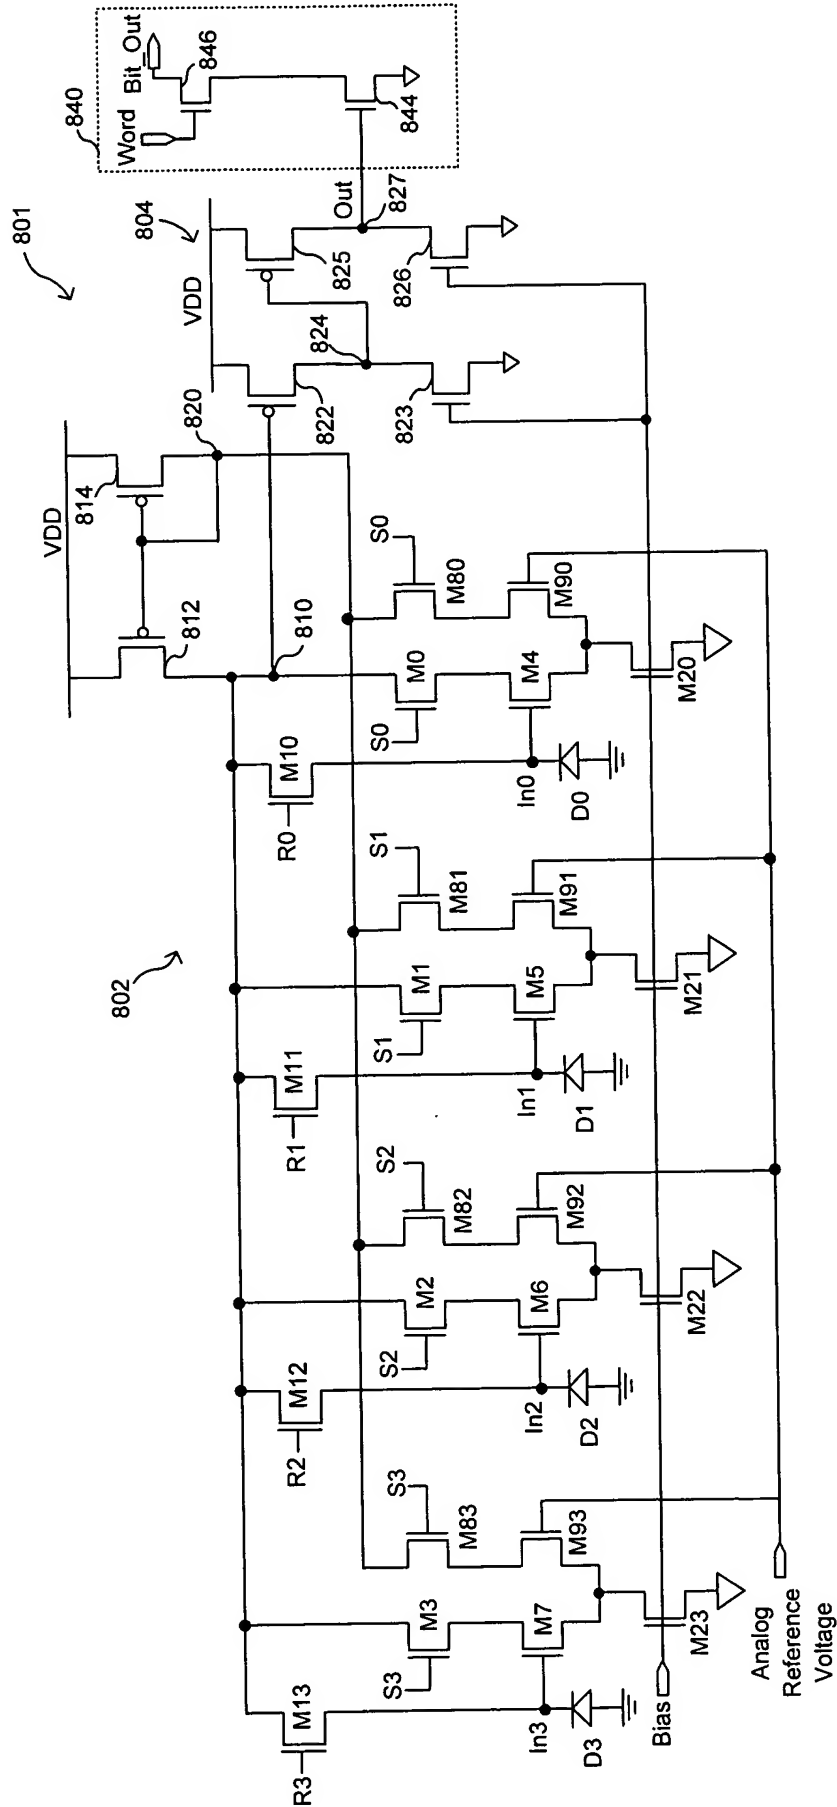 801
VDD
814
812
820
810
VDD
804
822
824
823
825
826
Out
827
840
Word
Bit_Out
846
844
802
R3
M13
R2
M12
R1
M11
R0
M10
S3
M3
S3
M83
S2
M2
S2
M82
S1
M1
S1
M81
S0
M0
S0
M80
In3
M7
M93
In2
M6
M92
In1
M5
M91
In0
M4
M90
D3
D2
D1
D0
Bias
M23
M22
M21
M20
Analog
Reference
Voltage